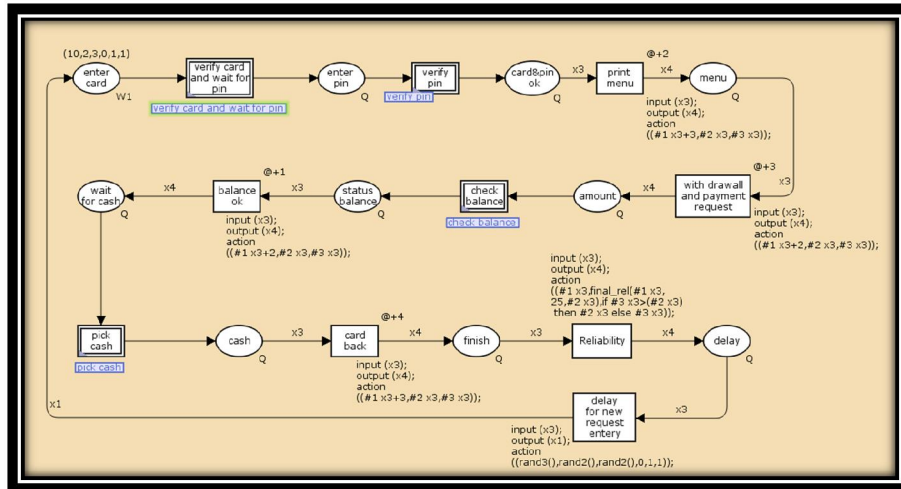 (10,2,3,0,1,1)
enter
card
W1
verify card
and wait for
pin
verify card and wait for pin
enter
pin
Q
verify
pin
verify pin
card&pin
ok
Q
x3
print
menu
@+2
x4
input (x3);
output (x4);
action
((#1 x3+3,#2 x3,#3 x3));
menu
Q
wait
for cash
Q
x4
balance
ok
@+1
input (x3);
output (x4);
action
((#1 x3+2,#2 x3,#3 x3));
x3
status
balance
Q
check
balance
check balance
amount
Q
x4
with drawall
and payment
request
@+3
x3
input (x3);
output (x4);
action
((#1 x3+2,#2 x3,#3 x3));
pick
cash
pick cash
cash
Q
x3
card
back
@+4
x4
input (x3);
output (x4);
action
((#1 x3+3,#2 x3,#3 x3));
finish
Q
x3
input (x3);
output (x4);
action
((#1 x3,final_rel(#1 x3,
25,#2 x3),if #3 x3>(#2 x3)
then #2 x3 else #3 x3));
Reliability
x4
delay
Q
x3
delay
for new
request
entery
input (x3);
output (x1);
action
((rand3(),rand2(),rand2(),0,1,1));
x1